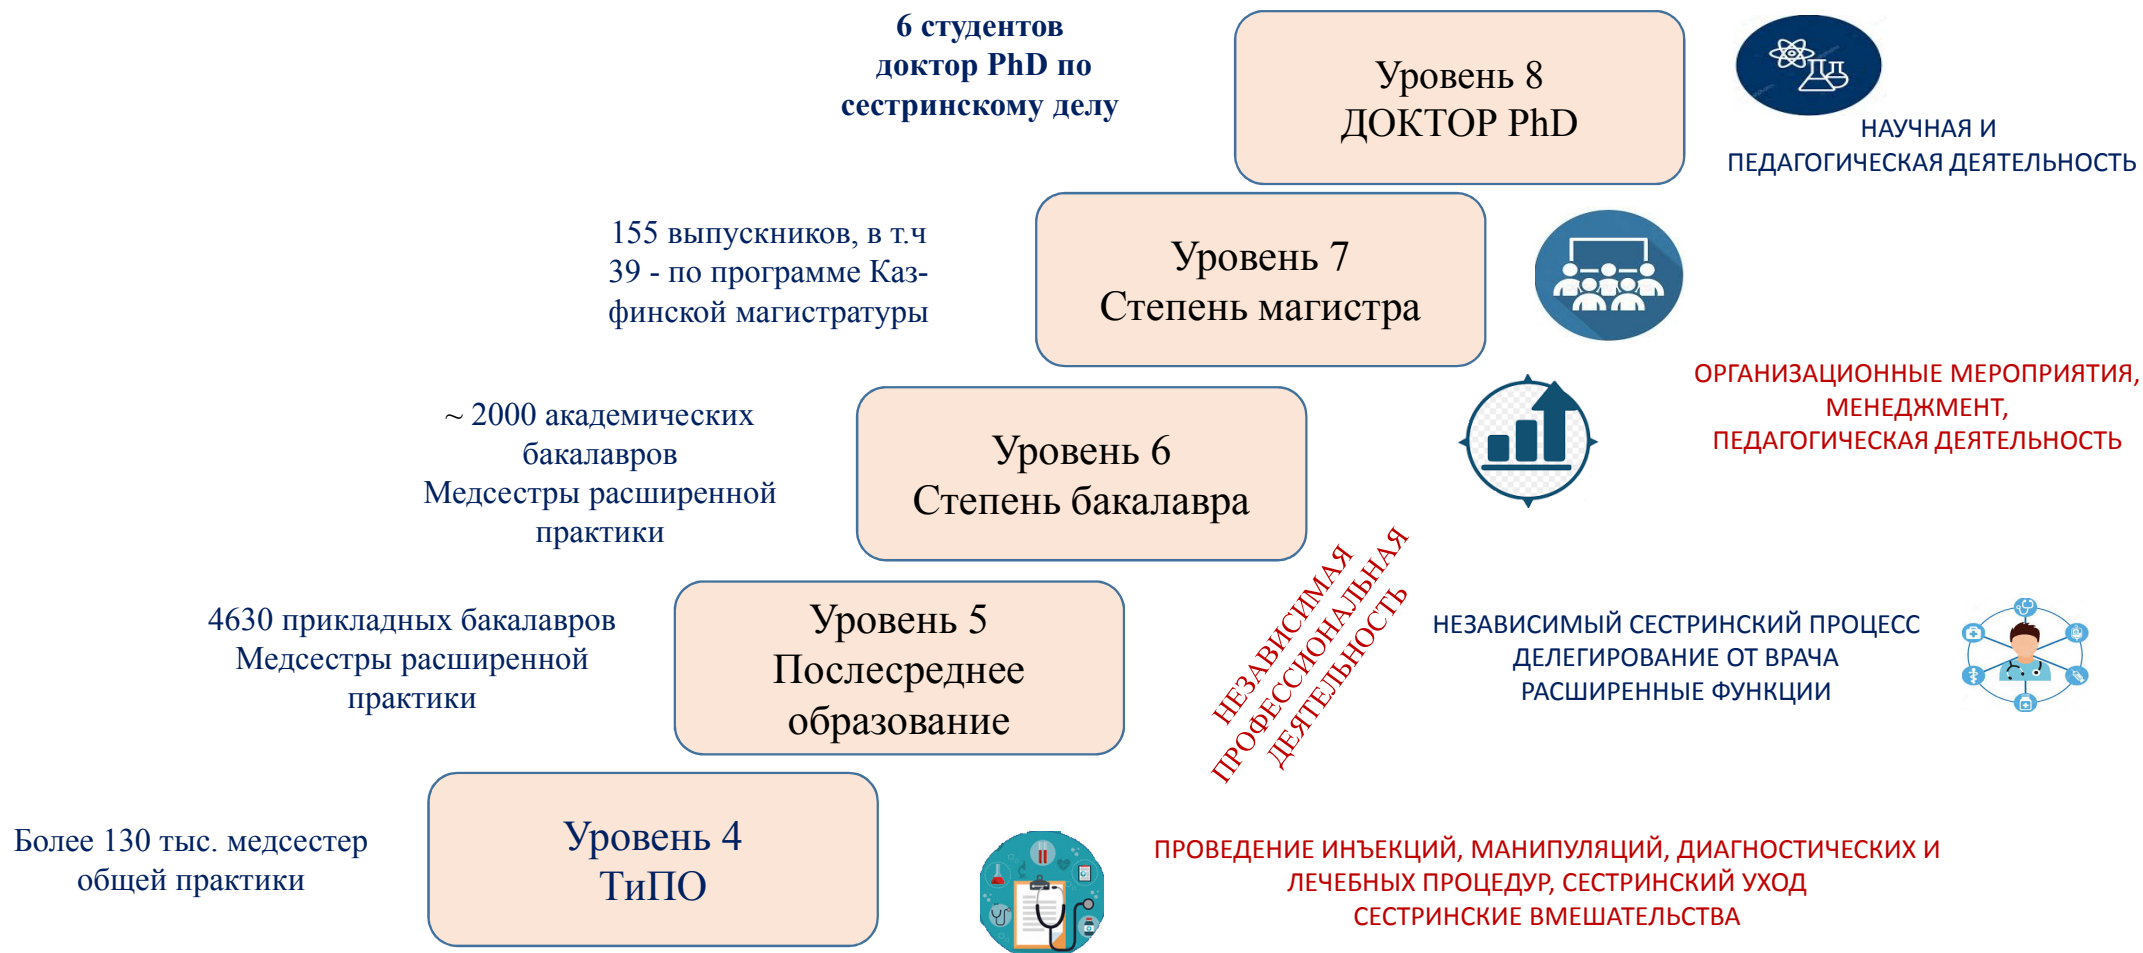 6 студентов
доктор PhD по
сестринскому делу
Уровень 8
ДОКТОР PhD
НАУЧНАЯ И
ПЕДАГОГИЧЕСКАЯ ДЕЯТЕЛЬНОСТЬ
155 выпускников, в т.ч
39 - по программе Каз-
финской магистратуры
Уровень 7
Степень магистра
ОРГАНИЗАЦИОННЫЕ МЕРОПРИЯТИЯ,
МЕНЕДЖМЕНТ,
ПЕДАГОГИЧЕСКАЯ ДЕЯТЕЛЬНОСТЬ
~ 2000 академических
бакалавров
Медсестры расширенной
практики
Уровень 6
Степень бакалавра
НЕЗАВИСИМАЯ
ПРОФЕССИОНАЛЬНАЯ
ДЕЯТЕЛЬНОСТЬ
4630 прикладных бакалавров
Медсестры расширенной
практики
Уровень 5
Послесреднее
образование
НЕЗАВИСИМЫЙ СЕСТРИНСКИЙ ПРОЦЕСС
ДЕЛЕГИРОВАНИЕ ОТ ВРАЧА
РАСШИРЕННЫЕ ФУНКЦИИ
Более 130 тыс. медсестер
общей практики
Уровень 4
ТиПО
ПРОВЕДЕНИЕ ИНЪЕКЦИЙ, МАНИПУЛЯЦИЙ, ДИАГНОСТИЧЕСКИХ И
ЛЕЧЕБНЫХ ПРОЦЕДУР, СЕСТРИНСКИЙ УХОД
СЕСТРИНСКИЕ ВМЕШАТЕЛЬСТВА